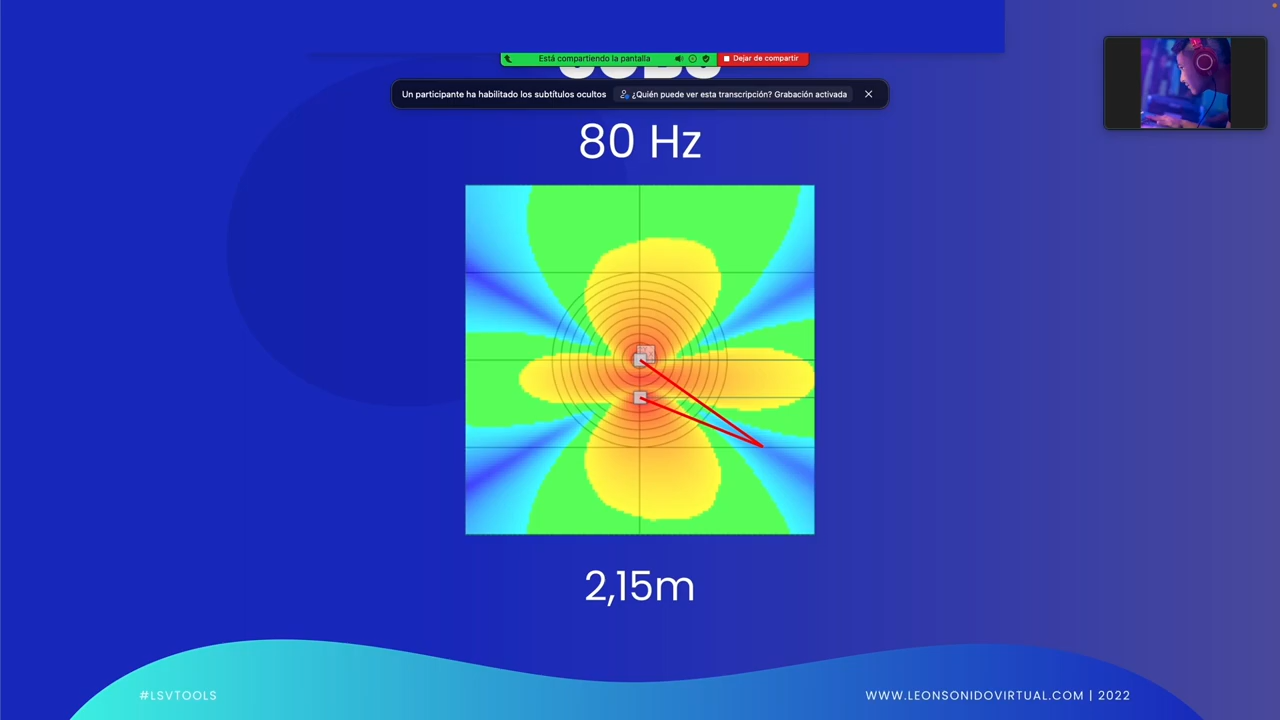 Está compartiendo la pantalla
Dejar de compartir
Un participante ha habilitado los subtítulos ocultos
¿Quién puede ver esta transcripción? Grabación activada
80 Hz
2,15m
#LSVTOOLS
WWW.LEONSONIDOVIRTUAL.COM | 2022